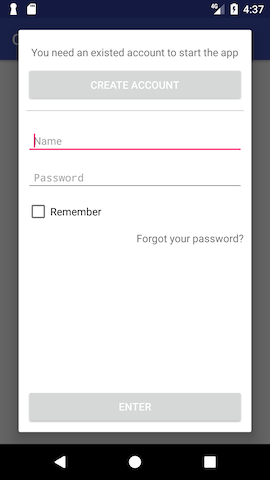 4G 4:37
You need an existed account to start the app
CREATE ACCOUNT
Name
Password
Remember
Forgot your password?
ENTER